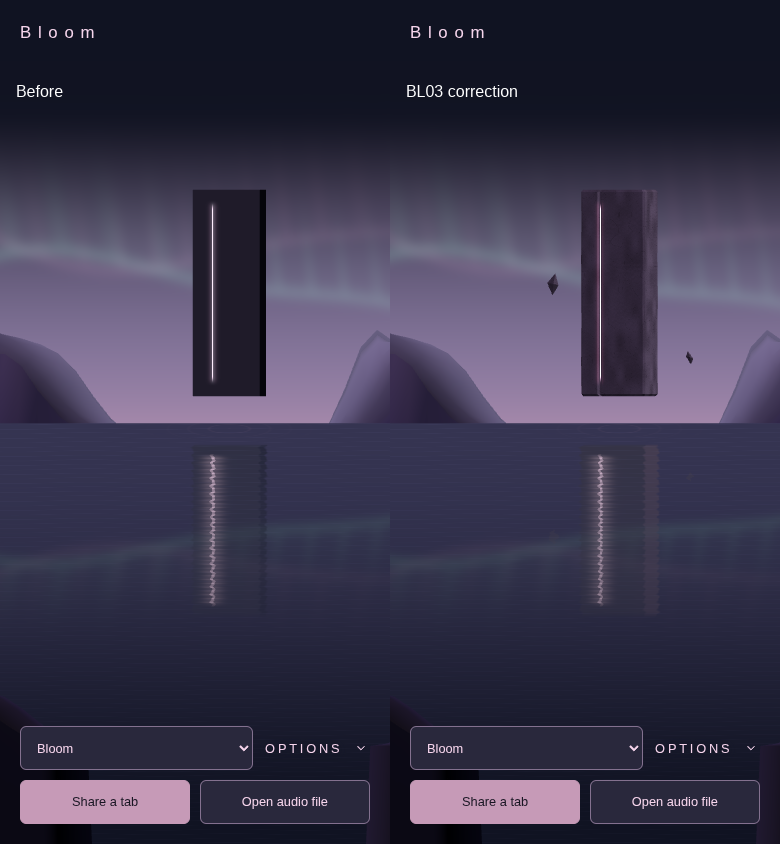 Bloom
Before
Bloom
OPTIONS
Share a tab
Open audio file
Bloom
BL03 correction
Bloom
OPTIONS
Share a tab
Open audio file